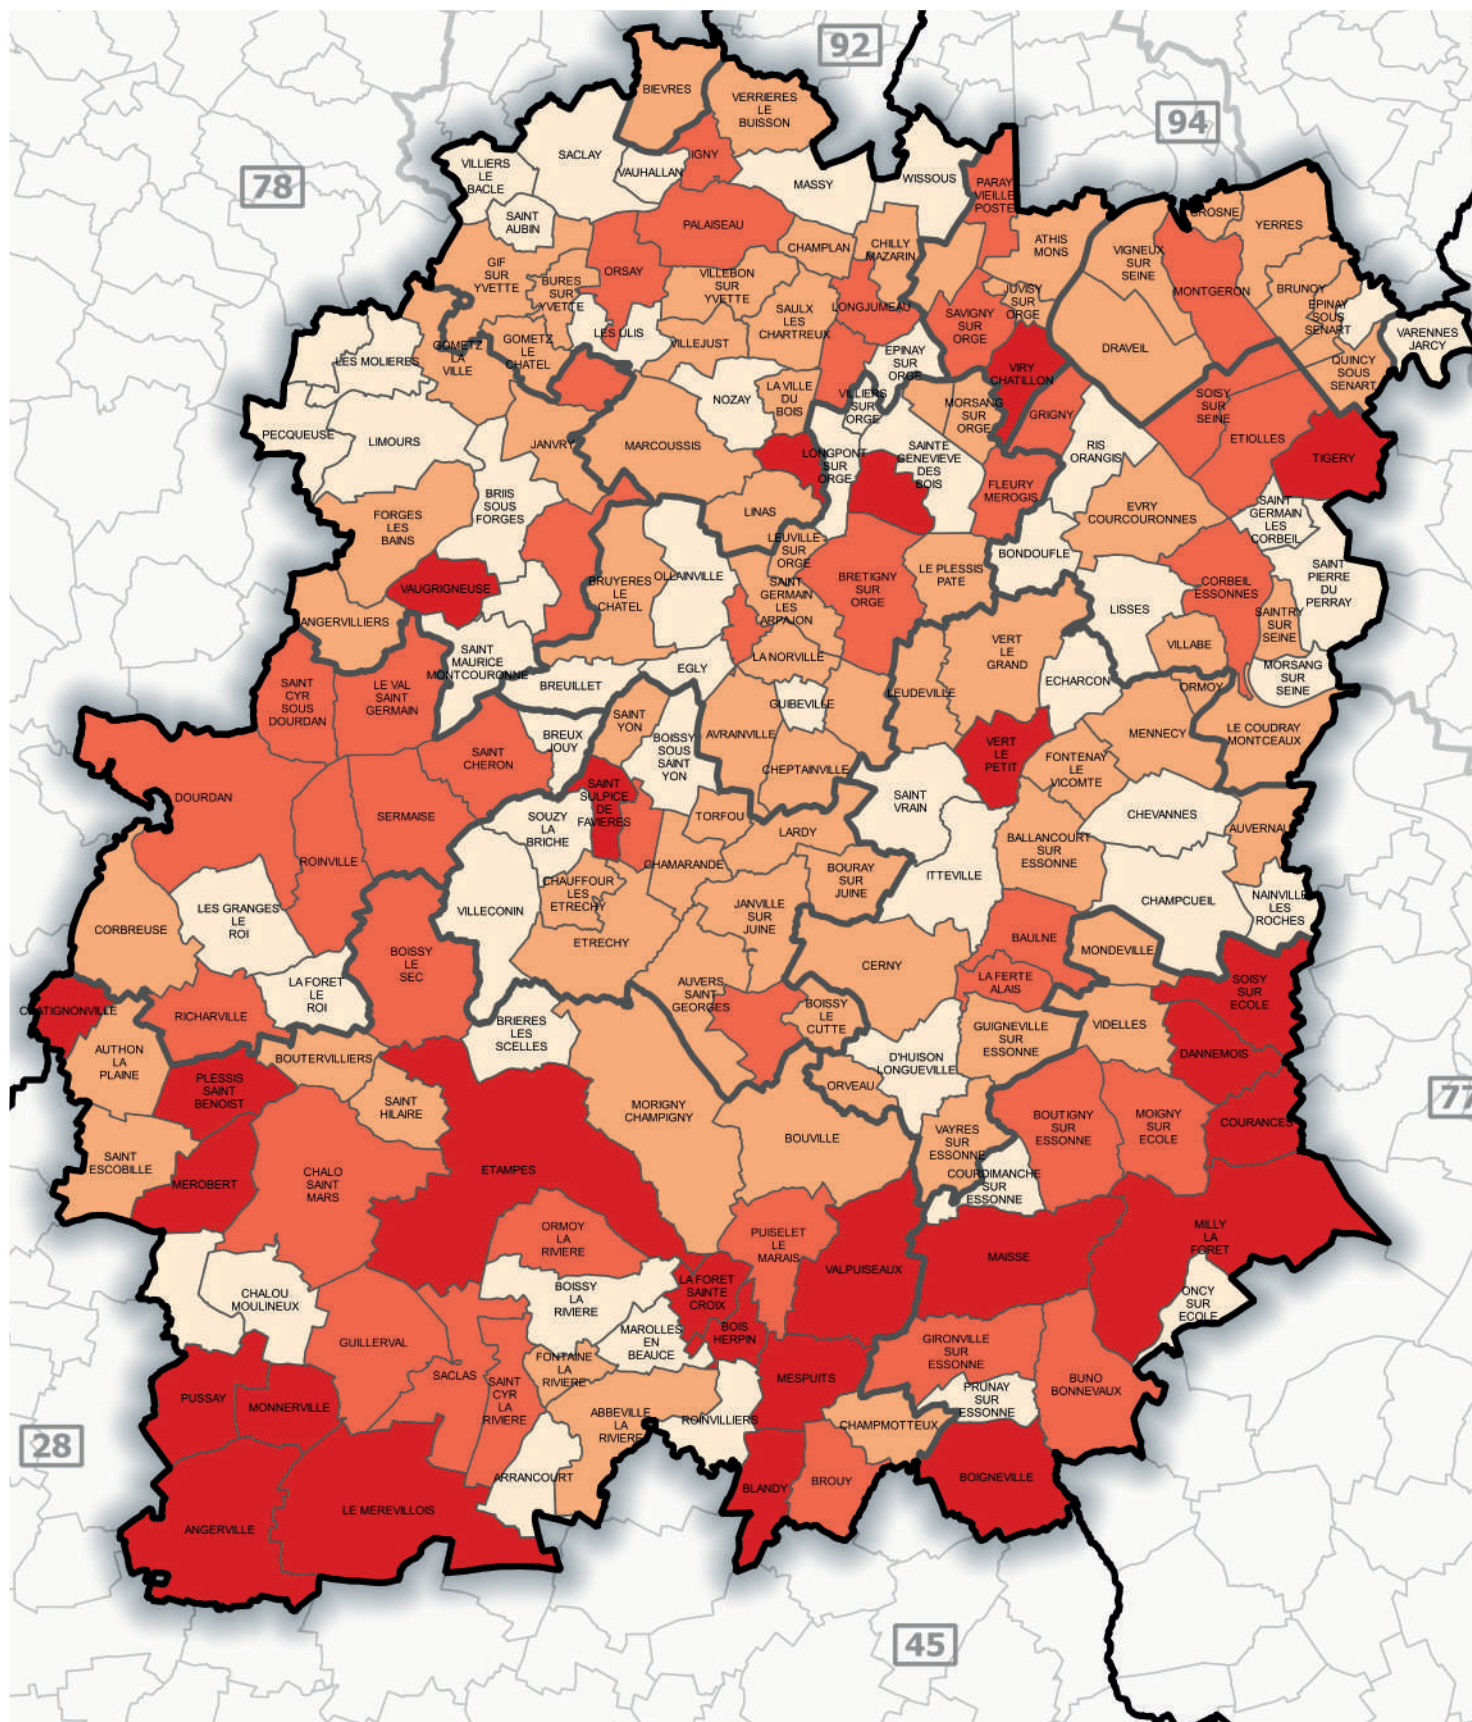 92
94
78
77
28
45
BIEVRES
VERRIERES
LE
BUISSON
IGNY
SACLAY
VAUHALLAN
VILLIERS
LE
BACLE
MASSY
WISSOUS
PARAY
VIEILLE
POSTE
SAINT
AUBIN
PALAISEAU
CHAMPLAN
CHILLY
MAZARIN
ATHIS
MONS
VIGNEUX
SUR
SEINE
CROSNE
YERRES
GIF
SUR
YVETTE
BURES
SUR
YVETTE
ORSAY
VILLEBON
SUR
YVETTE
SAULX
LES
CHARTREUX
LONGJUMEAU
SAVIGNY
SUR
ORGE
JUVISY
SUR
ORGE
MONTGERON
BRUNOY
EPINAY
SOUS
SENART
VARENNES
JARCY
QUINCY
SOUS
SENART
DRAVEIL
LES ULIS
VILLEJUST
EPINAY
SUR
ORGE
VIRY
CHATILLON
LES MOLIERES
GOMETZ
LA
VILLE
GOMETZ
LE
CHATEL
NOZAY
LA VILLE
DU
BOIS
VILLIERS
SUR
ORGE
MORSANG
SUR
ORGE
GRIGNY
SOISY
SUR
SEINE
ETIOLLES
TIGERY
PECQUEUSE
LIMOURS
JANVRY
MARCOUSSIS
LONGPONT
SUR
ORGE
SAINTE
GENEVIEVE
DES
BOIS
RIS
ORANGIS
FLEURY
MEROGIS
BRIIS
SOUS
FORGES
FORGES
LES
BAINS
LINAS
EVRY
COURCOURONNES
SAINT
GERMAIN
LES
CORBEIL
LEUVILLE
SUR
ORGE
BONDOUFLE
SAINT
PIERRE
DU
PERRAY
VAUGRIGNEUSE
BRUYERES
LE
CHATEL
OLLAINVILLE
SAINT
GERMAIN
LES
ARPAJON
BRETIGNY
SUR
ORGE
LE PLESSIS
PATE
CORBEIL
ESSONNES
LISSES
SAINTRY
SUR
SEINE
ANGERVILLIERS
VILLABE
VERT
LE
GRAND
SAINT
MAURICE
MONTCOURONNE
LA NORVILLE
EGLY
BREUILLET
ECHARCON
MORSANG
SUR
SEINE
ORMOY
SAINT
CYR
SOUS
DOURDAN
LE VAL
SAINT
GERMAIN
LEUDEVILLE
GUIBEVILLE
SAINT
YON
BREUX
JOUY
BOISSY
SOUS
SAINT
YON
AVRAINVILLE
CHEPTAINVILLE
VERT
LE
PETIT
FONTENAY
LE
VICOMTE
MENNECY
LE COUDRAY
MONTCEAUX
SAINT
CHERON
DOURDAN
SERMAISE
SAINT
SULPICE
DE
FAVIERES
SOUZY
LA
BRICHE
TORFOU
LARDY
SAINT
VRAIN
CHEVANNES
AUVERNAU
BALLANCOURT
SUR
ESSONNE
ROINVILLE
CHAMARANDE
BOURAY
SUR
JUINE
ITTEVILLE
CHAUFFOUR
LES
ETRECHY
VILLECONIN
JANVILLE
SUR
JUINE
CHAMPCUEIL
NAINVILLE
LES
ROCHES
LES GRANGES
LE
ROI
CORBREUSE
ETRECHY
BAULNE
MONDEVILLE
BOISSY
LE
SEC
CERNY
LA FERTE
ALAIS
SOISY
SUR
ECOLE
LA FORET
LE
ROI
AUVERS
SAINT
GEORGES
BOISSY
LE
CUTTE
RICHARVILLE
BRIERES
LES
SCELLES
GUIGNEVILLE
SUR
ESSONNE
VIDELLES
AUTHON
LA
PLAINE
BOUTERVILLIERS
DANNEMOIS
D'HUISON
LONGUEVILLE
ORVEAU
PLESSIS
SAINT
BENOIST
SAINT
HILAIRE
MORIGNY
CHAMPIGNY
BOUVILLE
VAYRES
SUR
ESSONNE
BOUTIGNY
SUR
ESSONNE
MOIGNY
SUR
ECOLE
COURANCES
SAINT
ESCOBILLE
MEROBERT
CHALO
SAINT
MARS
ETAMPES
COURDIMANCHE
SUR
ESSONNE
MILLY
LA
FORET
ORMOY
LA
RIVIERE
PUISELET
LE
MARAIS
VALPUISEAUX
MAISSE
CHALOU
MOULINEUX
BOISSY
LA
RIVIERE
LA FORET
SAINTE
CROIX
ONCY
SUR
ECOLE
GUILLERVAL
MAROLLES
EN
BEAUCE
BOIS
HERPIN
GIRONVILLE
SUR
ESSONNE
FONTAINE
LA
RIVIERE
SACLAS
SAINT
CYR
LA
RIVIERE
MESPUITS
BUNO
BONNEVAUX
PRUNAY
SUR
ESSONNE
PUSSAY
MONNERVILLE
ABBEVILLE
LA
RIVIERE
ROINVILLIERS
CHAMPMOTTEUX
ARRANCOURT
BLANDY
BROUY
BOIGNEVILLE
LE MEREVILLOIS
ANGERVILLE